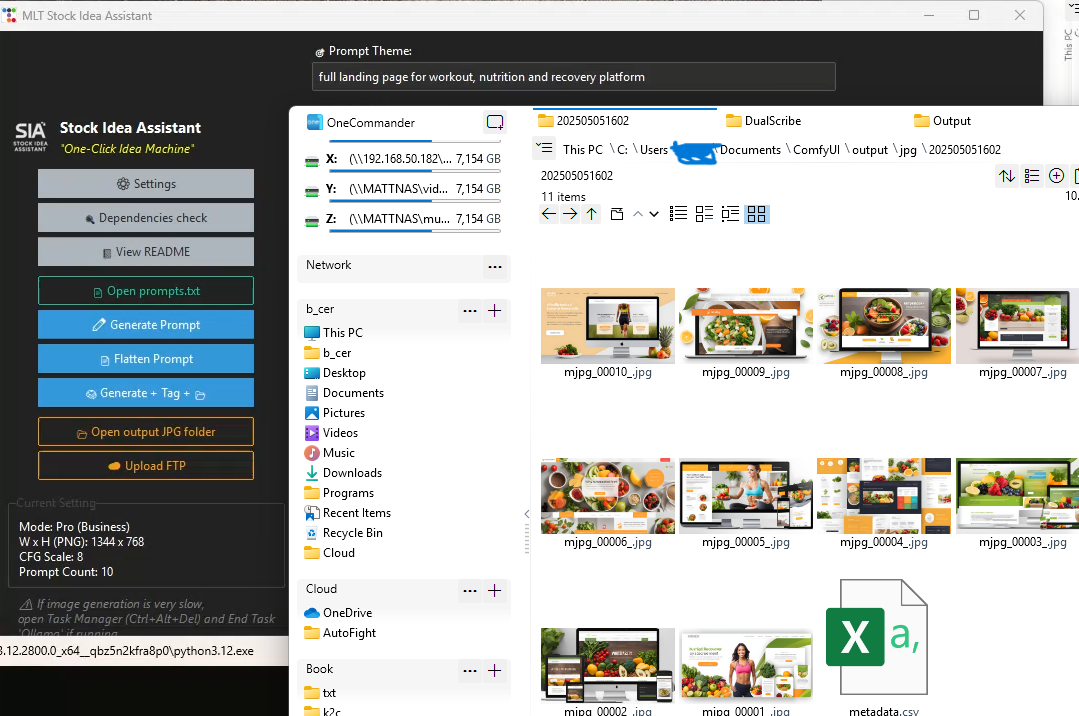 MLT Stock Idea Assistant
Prompt Theme:
full landing page for workout, nutrition and recovery platform
SIA
STOCK IDEA
ASSISTANT
Stock Idea Assistant
"One-Click Idea Machine"
Settings
Dependencies check
View README
Open prompts.txt
Generate Prompt
Flatten Prompt
Generate + Tag +
Open output JPG folder
Upload FTP
Current Setting
Mode: Pro (Business)
W x H (PNG): 1344 x 768
CFG Scale: 8
Prompt Count: 10
⚠ If image generation is very slow,
open Task Manager (Ctrl+Alt+Del) and End Task
'Ollama' if running
3.12.2800.0_x64__qbz5n2kfra8p0\python3.12.exe
OneCommander
X: (\\192.168.50.182\... 7,154 GB
Y: (\\MATTNAS\vid... 7,154 GB
Z: (\\MATTNAS\mu... 7,154 GB
Network ...
b_cer ... +
This PC
b_cer
Desktop
Documents
Pictures
Videos
Music
Downloads
Programs
Recent Items
Recycle Bin
Cloud
Cloud ... +
OneDrive
AutoFight
Book ... +
txt
k2c
202505051602
DualScribe
Output
This PC \ C: \ Users \ Documents \ ComfyUI \ output \ jpg \ 202505051602
202505051602
11 items
10.
mjpg_00010_.jpg
mjpg_00009_.jpg
mjpg_00008_.jpg
mjpg_00007_.jpg
mjpg_00006_.jpg
mjpg_00005_.jpg
mjpg_00004_.jpg
mjpg_00003_.jpg
mjpg_00002_.jpg
mjpg_00001_.jpg
X a,
metadata.csv
This PC